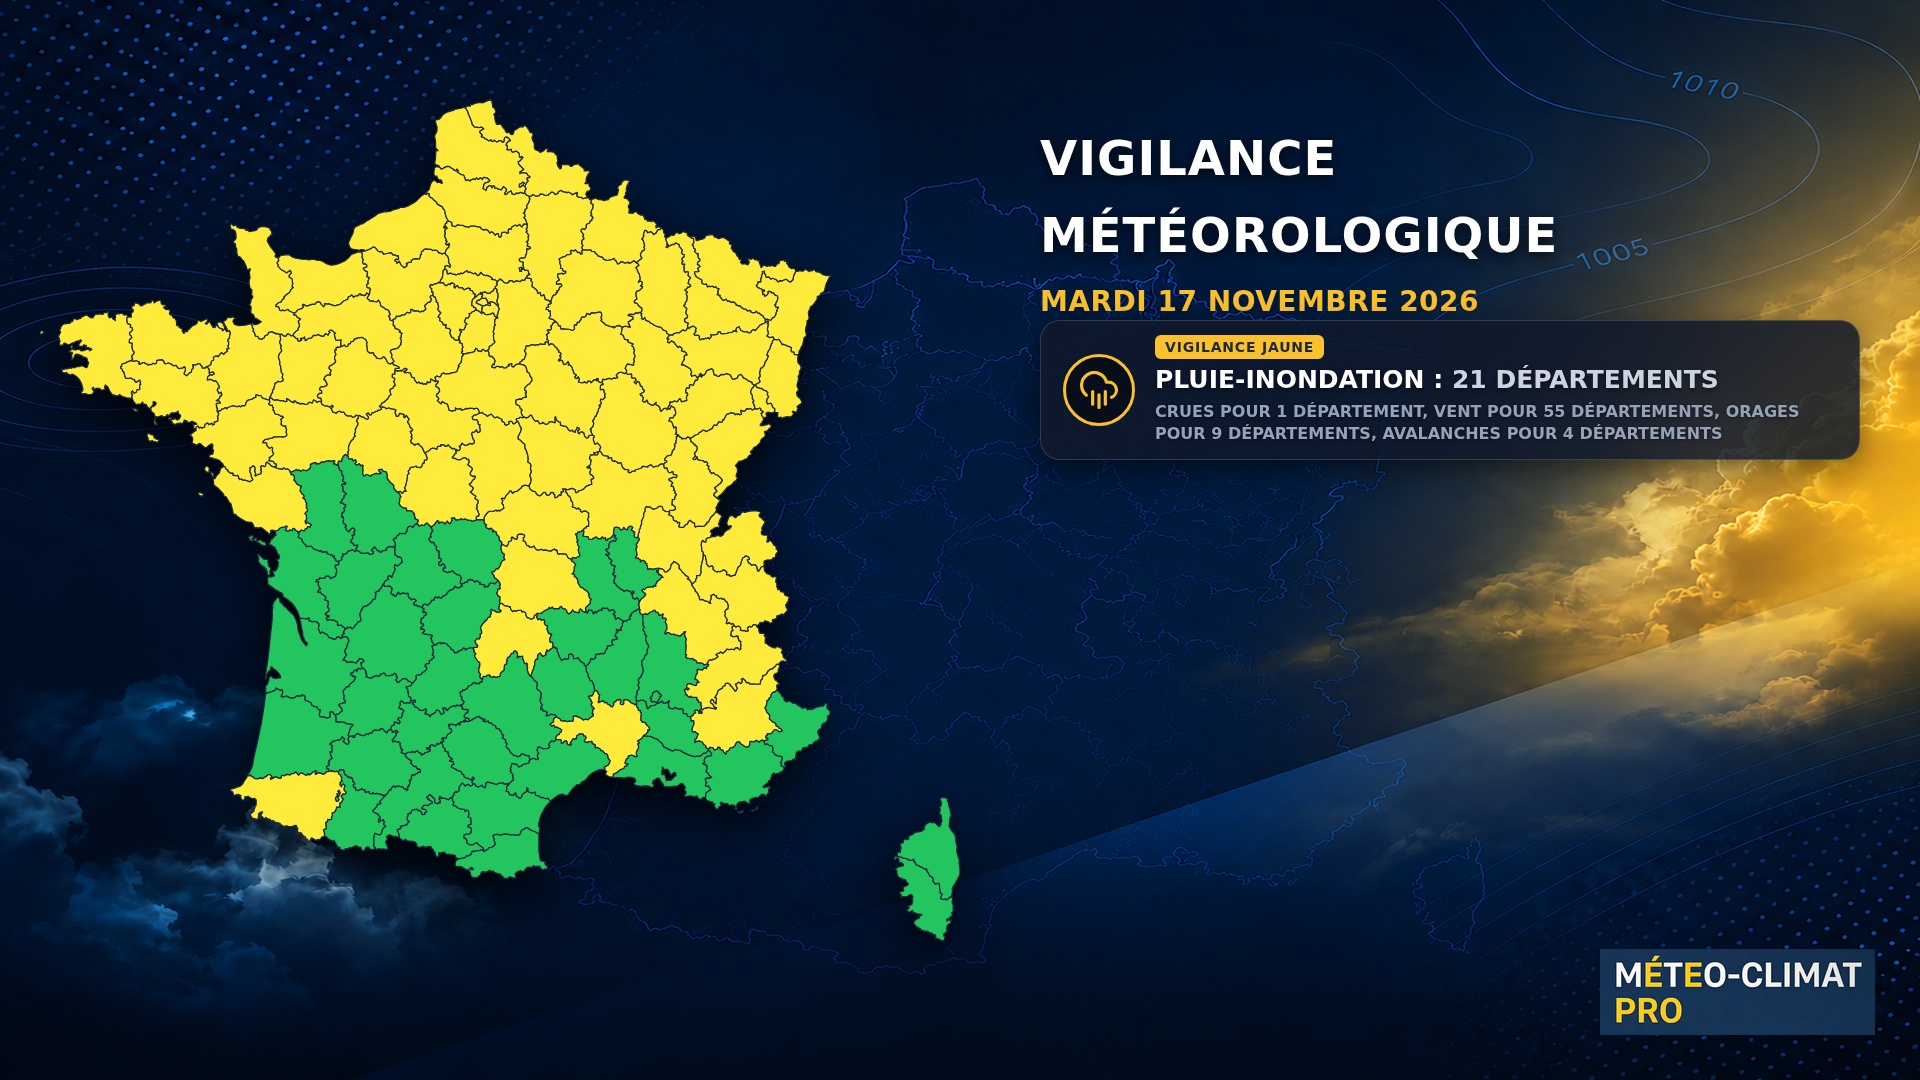 1010
VIGILANCE
MÉTÉOROLOGIQUE
1005
MARDI 17 NOVEMBRE 2026
VIGILANCE JAUNE
PLUIE-INONDATION : 21 DÉPARTEMENTS
CRUES POUR 1 DÉPARTEMENT, VENT POUR 55 DÉPARTEMENTS, ORAGES
POUR 9 DÉPARTEMENTS, AVALANCHES POUR 4 DÉPARTEMENTS
MÉTEO-CLIMAT
PRO